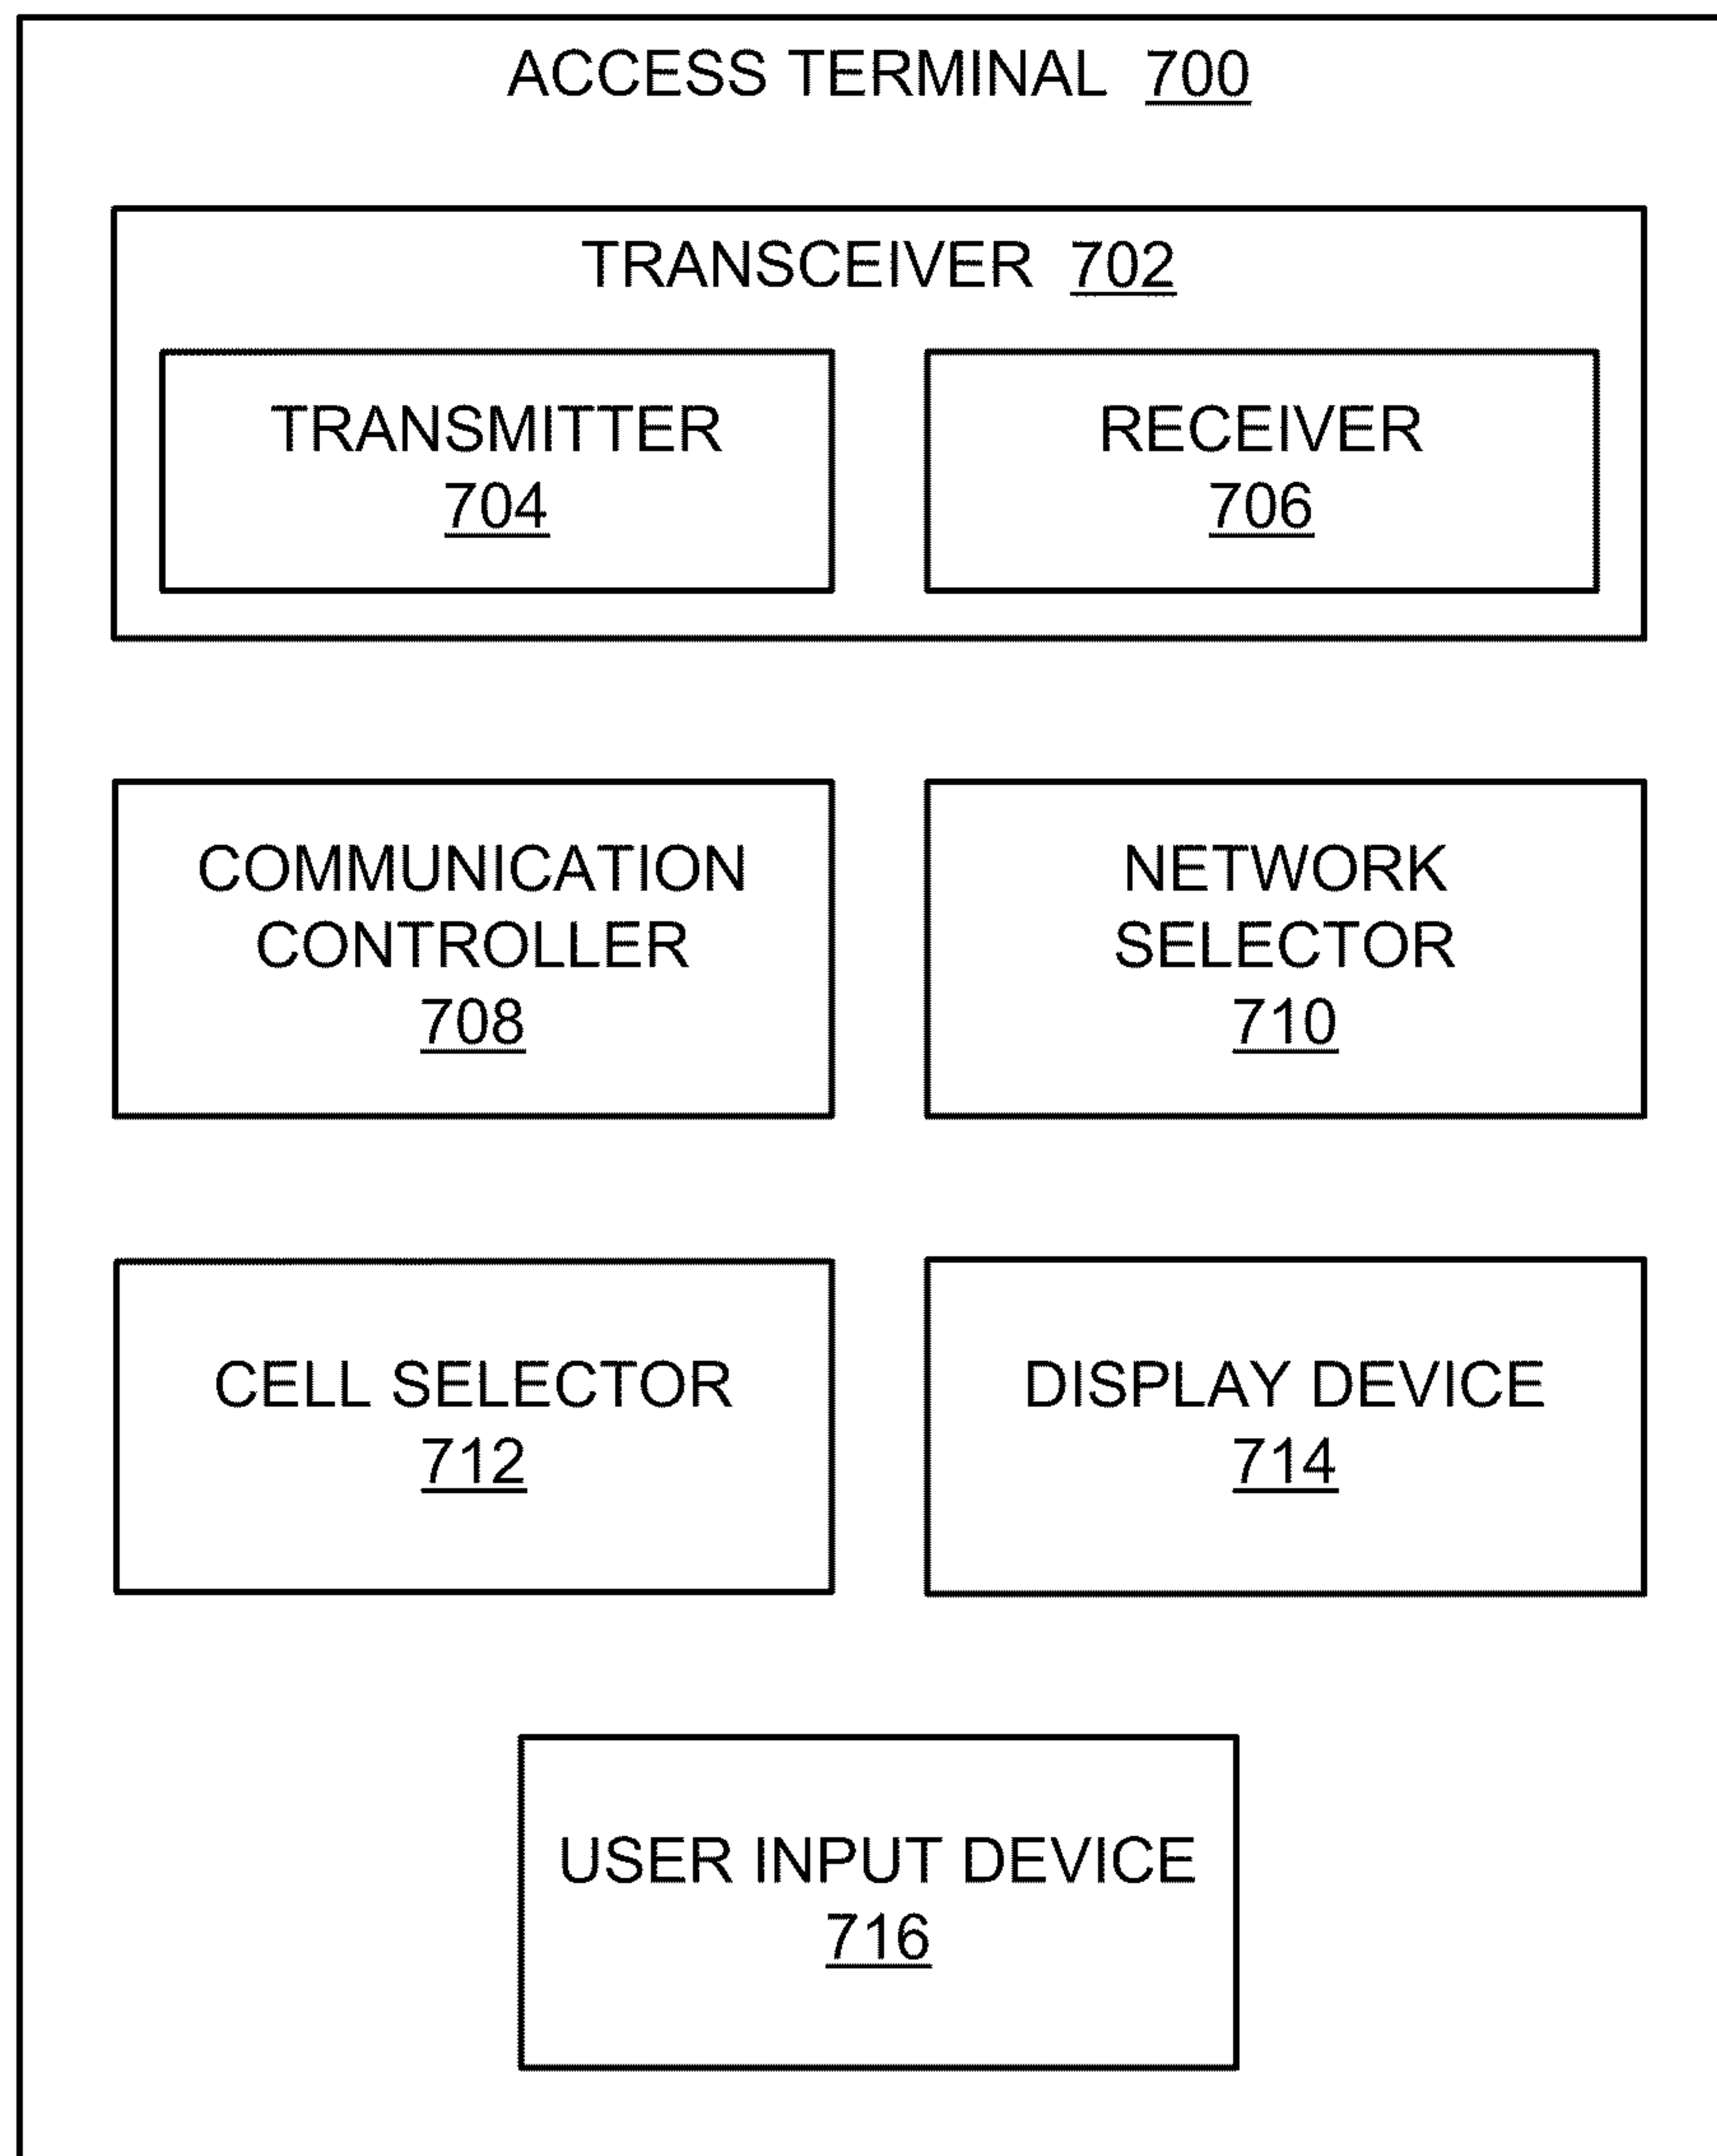 ACCESS TERMINAL 700
TRANSCEIVER 702
TRANSMITTER
704
RECEIVER
706
COMMUNICATION
CONTROLLER
708
NETWORK
SELECTOR
710
CELL SELECTOR
712
DISPLAY DEVICE
714
USER INPUT DEVICE
716